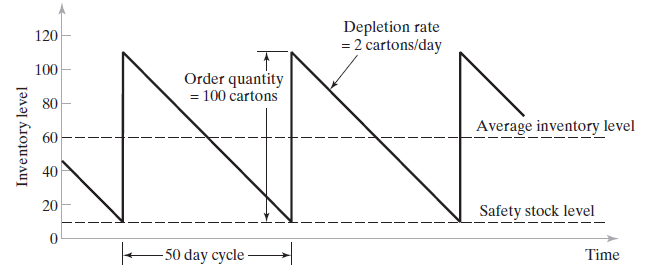 Depletion rate
= 2 cartons/day
120
100
80
60
40
20
0
Inventory level
Order quantity
= 100 cartons
Average inventory level
Safety stock level
50 day cycle
Time